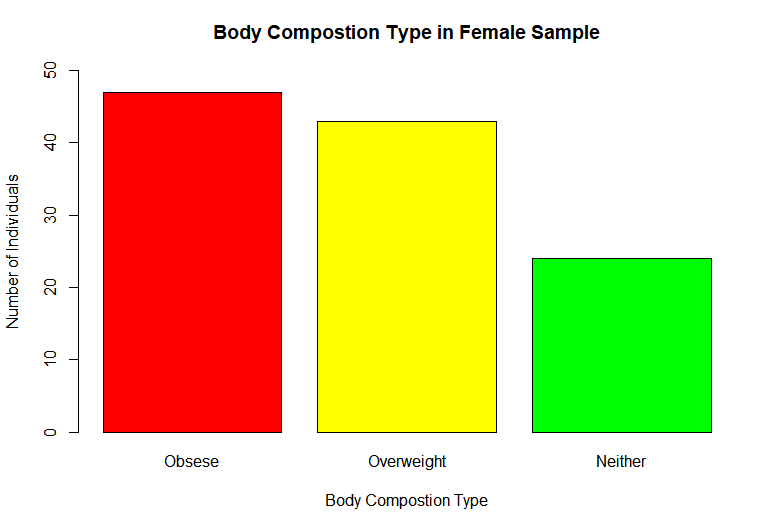 Body Compostion Type in Female Sample
Number of Individuals
50
40
30
20
10
0
Obsese
Overweight
Neither
Body Compostion Type